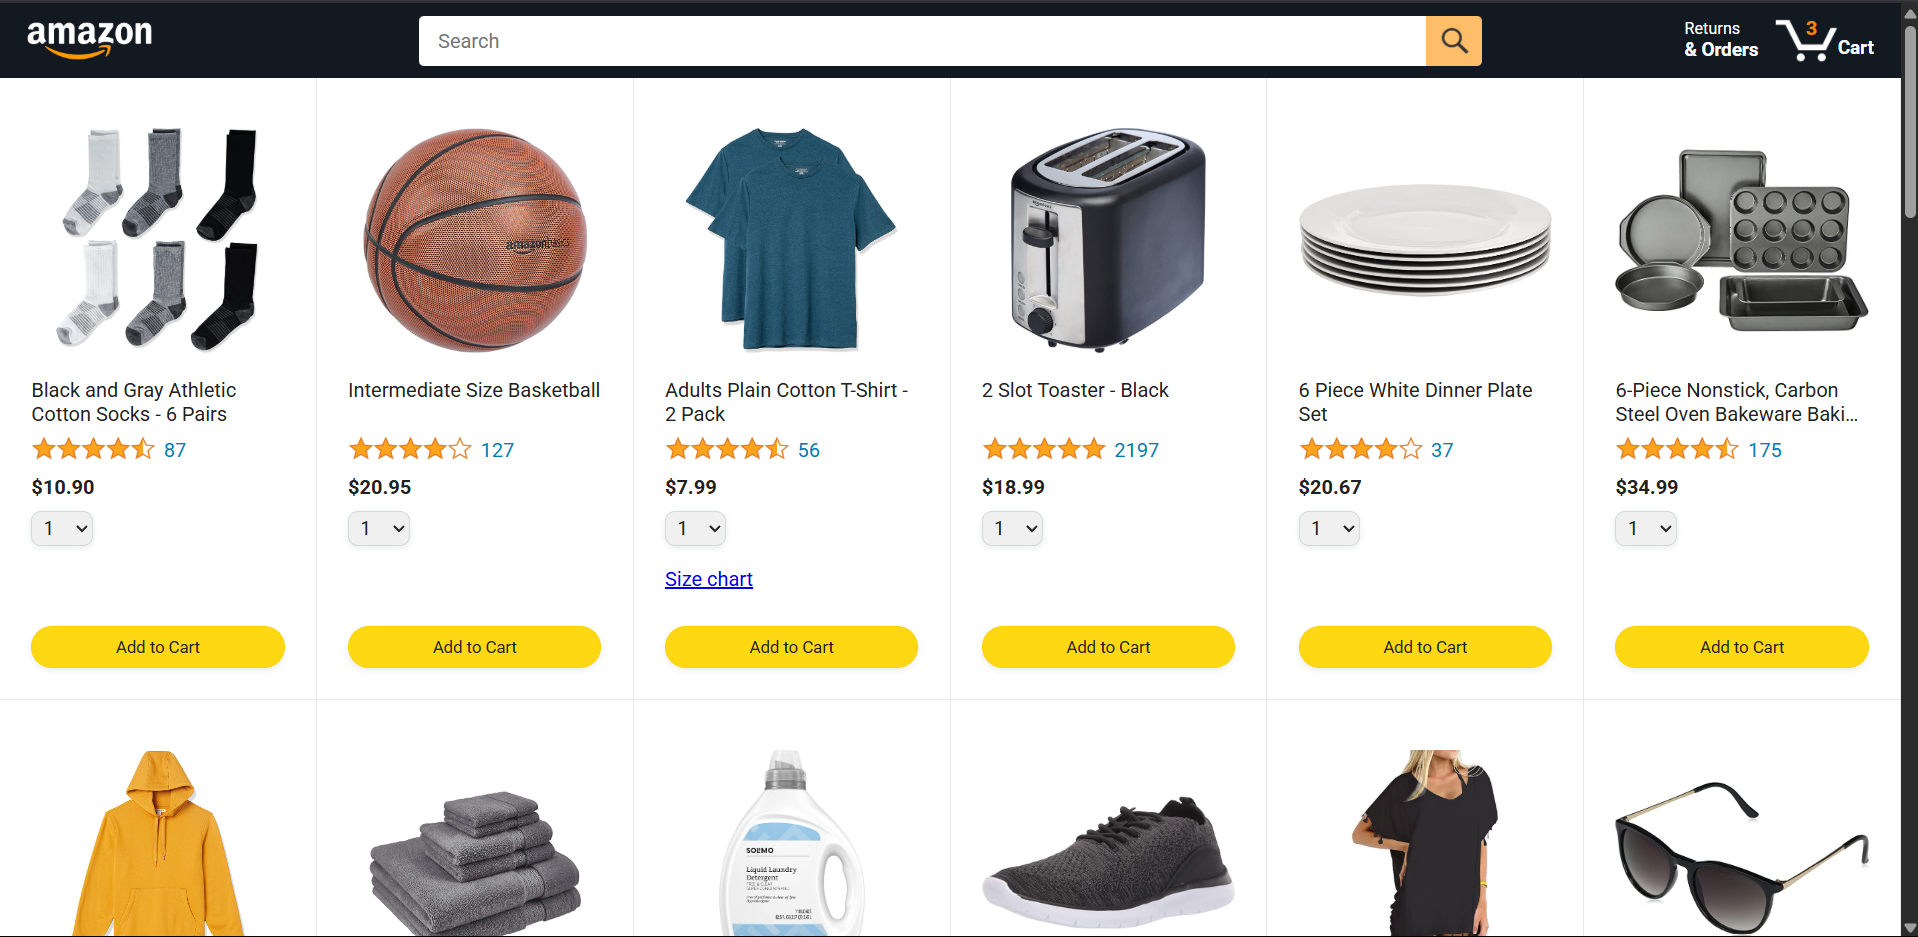 amazon
Search
Returns
& Orders
3
Cart
amazonbasics
Black and Gray Athletic
Cotton Socks - 6 Pairs
87
$10.90
1
Add to Cart
Intermediate Size Basketball
127
$20.95
1
Add to Cart
Adults Plain Cotton T-Shirt -
2 Pack
56
$7.99
1
Size chart
Add to Cart
2 Slot Toaster - Black
2197
$18.99
1
Add to Cart
6 Piece White Dinner Plate
Set
37
$20.67
1
Add to Cart
6-Piece Nonstick, Carbon
Steel Oven Bakeware Baki...
175
$34.99
1
Add to Cart
SOLIMO
Liquid Laundry
Detergent
FREE & CLEAR